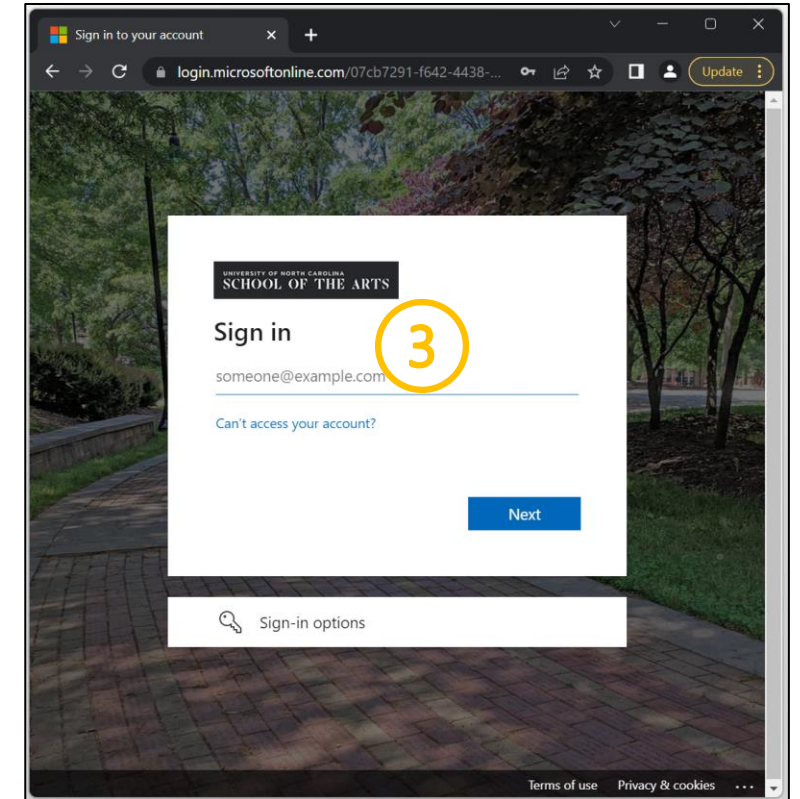 Sign in to your account
login.microsoftonline.com/07cb7291-f642-4438-...
Update
UNIVERSITY OF NORTH CAROLINA
SCHOOL OF THE ARTS
Sign in
3
someone@example.com
Can't access your account?
Next
Sign-in options
Terms of use Privacy & cookies ...